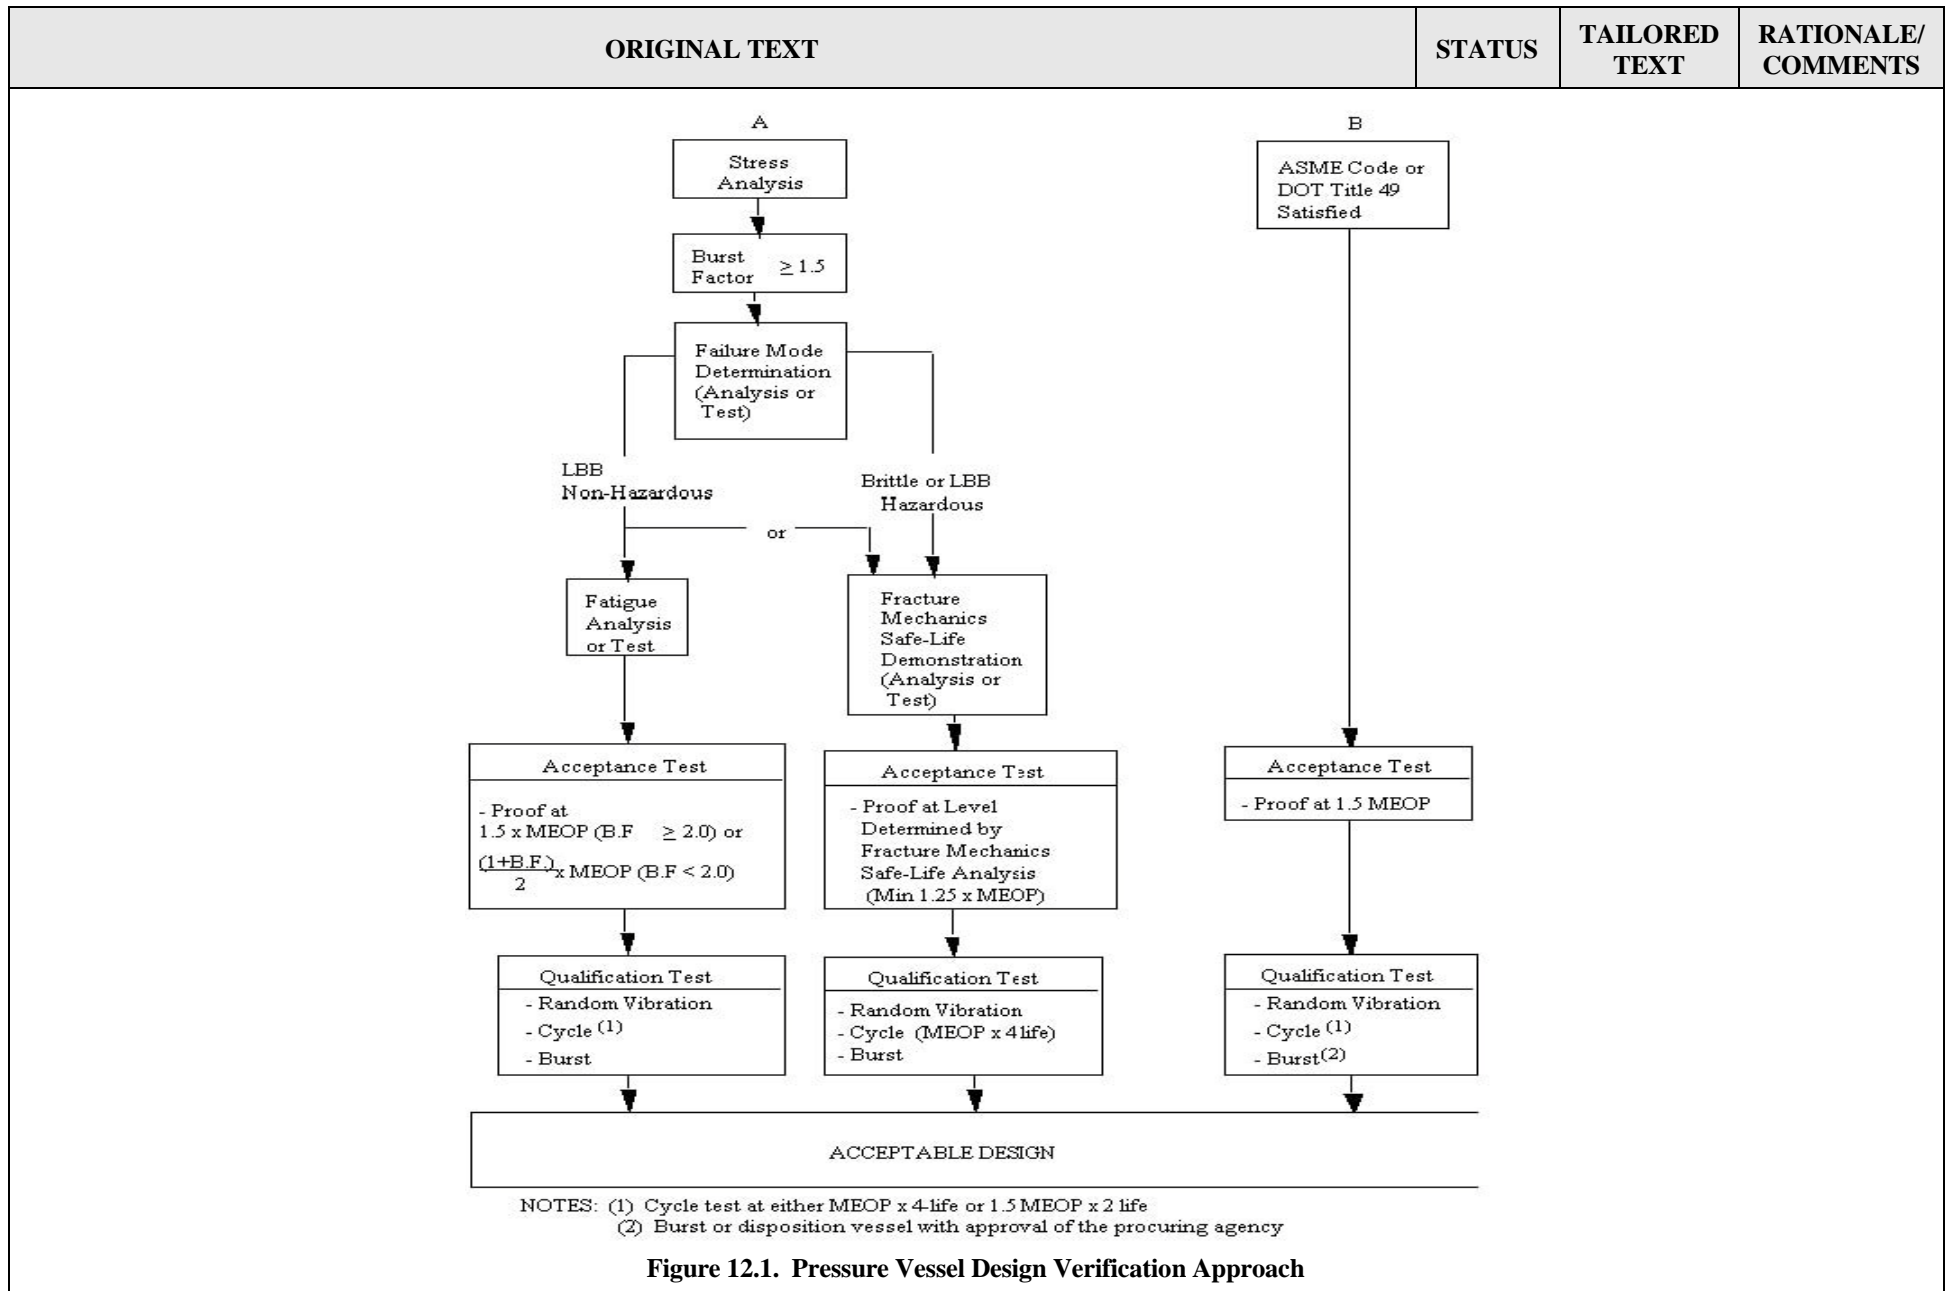 ORIGINAL TEXT
STATUS
TAILORED
TEXT
RATIONALE/
COMMENTS
A
Stress
Analysis
Burst
Factor ≥ 1.5
Failure Mode
Determination
(Analysis or
Test)
LBB
Non-Hazardous
Brittle or LBB
Hazardous
or
Fatigue
Analysis
or Test
Fracture
Mechanics
Safe-Life
Demonstration
(Analysis or
Test)
Acceptance Test
- Proof at
1.5 x MEOP (B.F ≥ 2.0) or
(1+B.F.)
2
x MEOP (B.F < 2.0)
Acceptance Test
- Proof at Level
Determined by
Fracture Mechanics
Safe-Life Analysis
(Min 1.25 x MEOP)
Qualification Test
- Random Vibration
- Cycle (1)
- Burst
Qualification Test
- Random Vibration
- Cycle (MEOP x 4 life)
- Burst
B
ASME Code or
DOT Title 49
Satisfied
Acceptance Test
- Proof at 1.5 MEOP
Qualification Test
- Random Vibration
- Cycle (1)
- Burst(2)
ACCEPTABLE DESIGN
NOTES: (1) Cycle test at either MEOP x 4-life or 1.5 MEOP x 2 life
(2) Burst or disposition vessel with approval of the procuring agency
Figure 12.1. Pressure Vessel Design Verification Approach